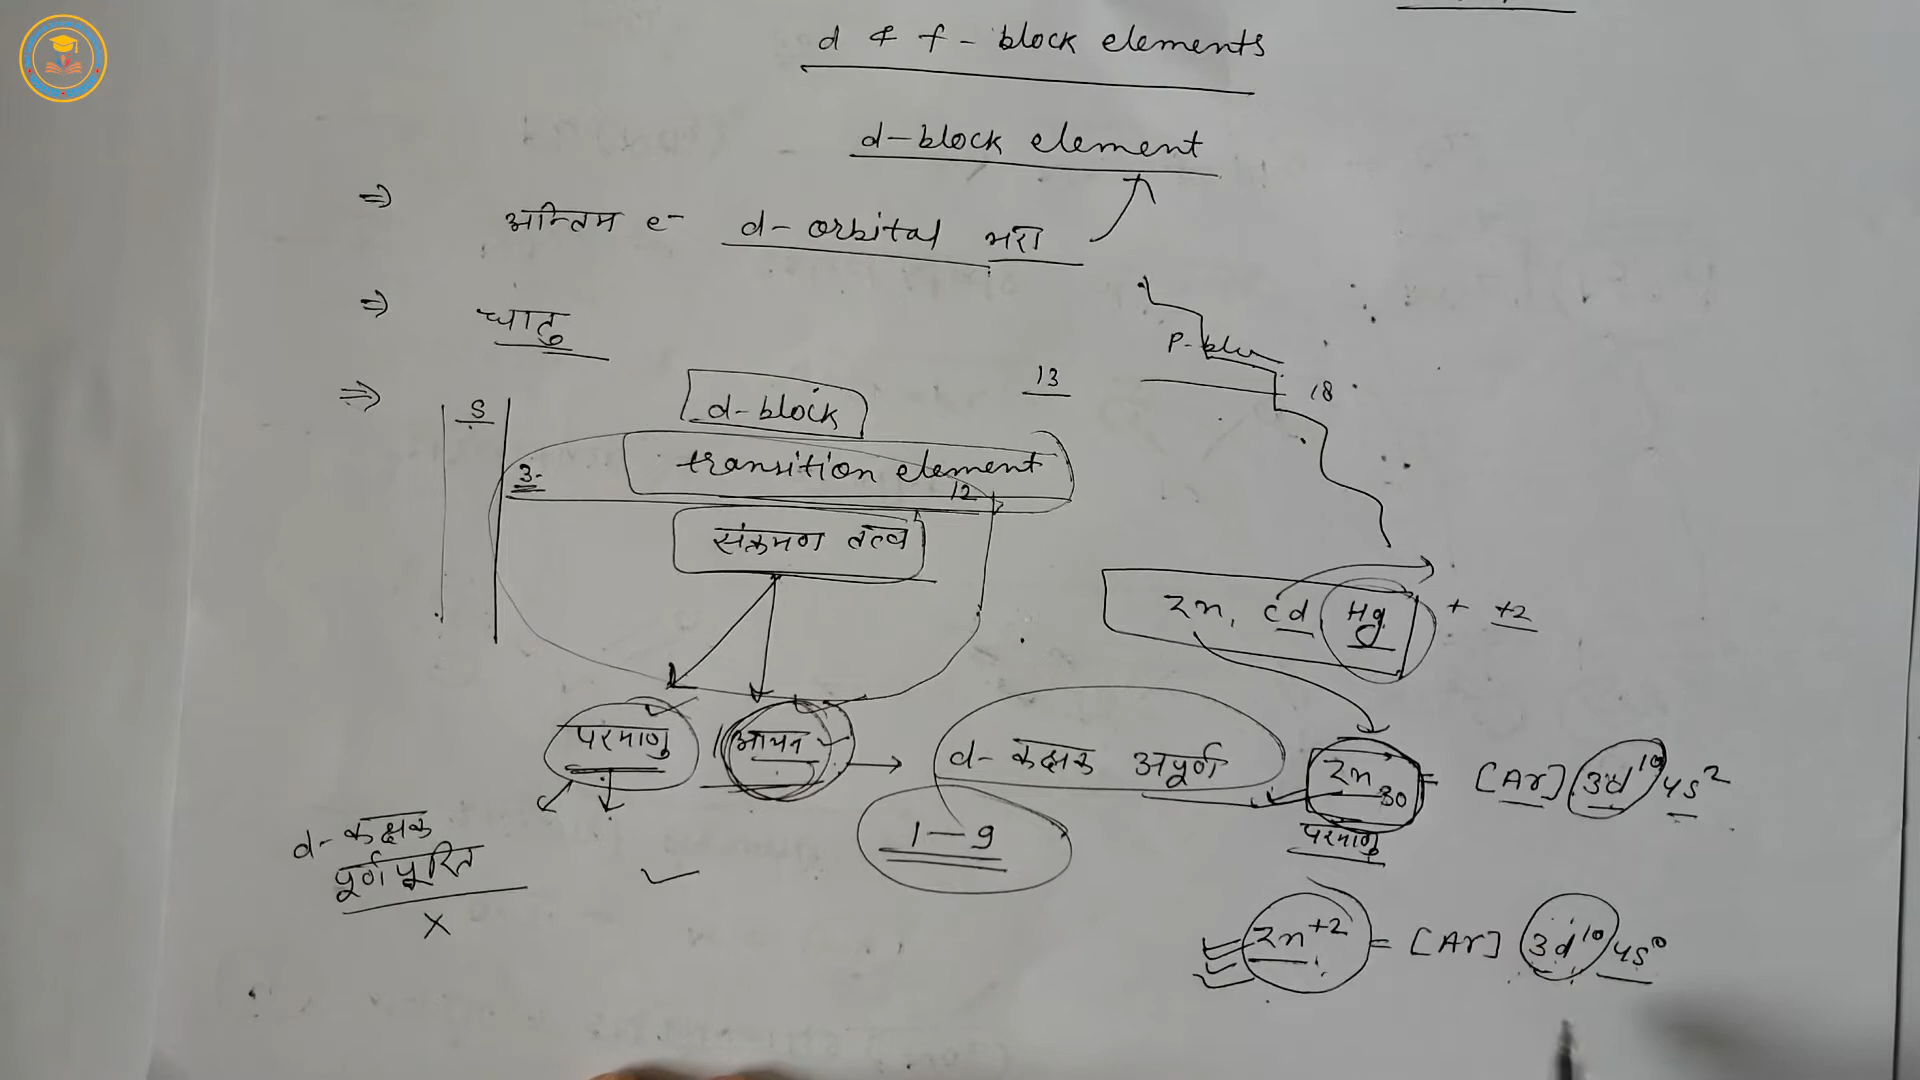 d & f - block elements
d-block element
⇒ अन्तिम e- d-orbital भरा
⇒ धातु
⇒ S
d-block
13
P-
18
transition element
3-
12
संक्रमण तत्व
Zn, Cd Hg + +2
परमाणु
आयन → d-कक्षक अपूर्ण
1-9
d-कक्षक
पूर्णपूरित
×
Zn30 = [Ar] 3d10 4s2
परमाणु
Zn+2 = [Ar] 3d10 4s0